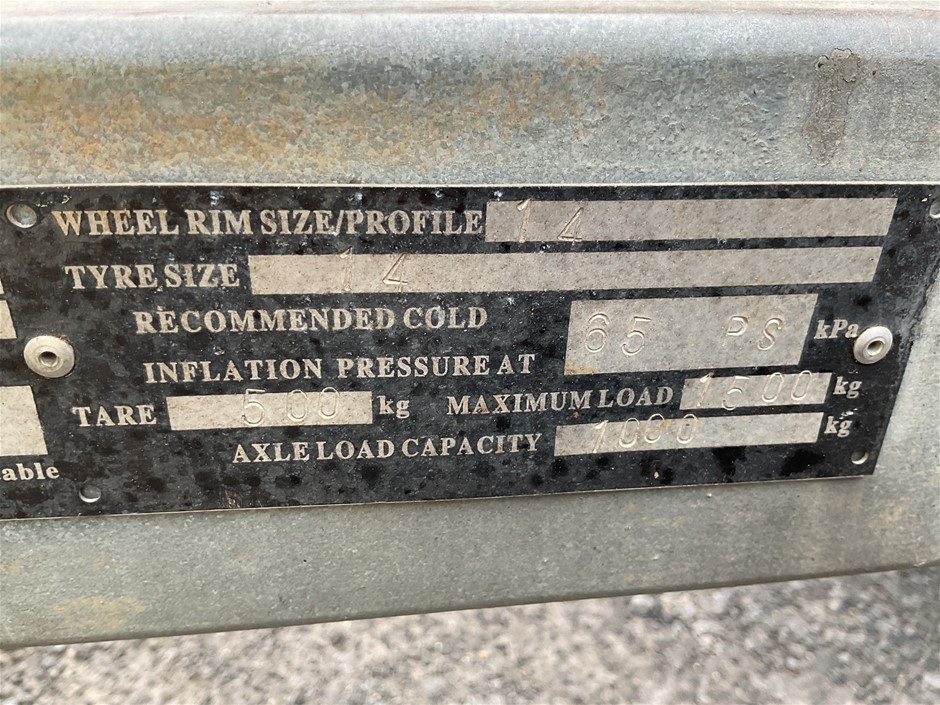 WHEEL RIM SIZE/PROFILE 14
TYRE SIZE 14
RECOMMENDED COLD
INFLATION PRESSURE AT 65 PS kPa
TARE 500 kg MAXIMUM LOAD 1500 kg
AXLE LOAD CAPACITY 1000 kg
able